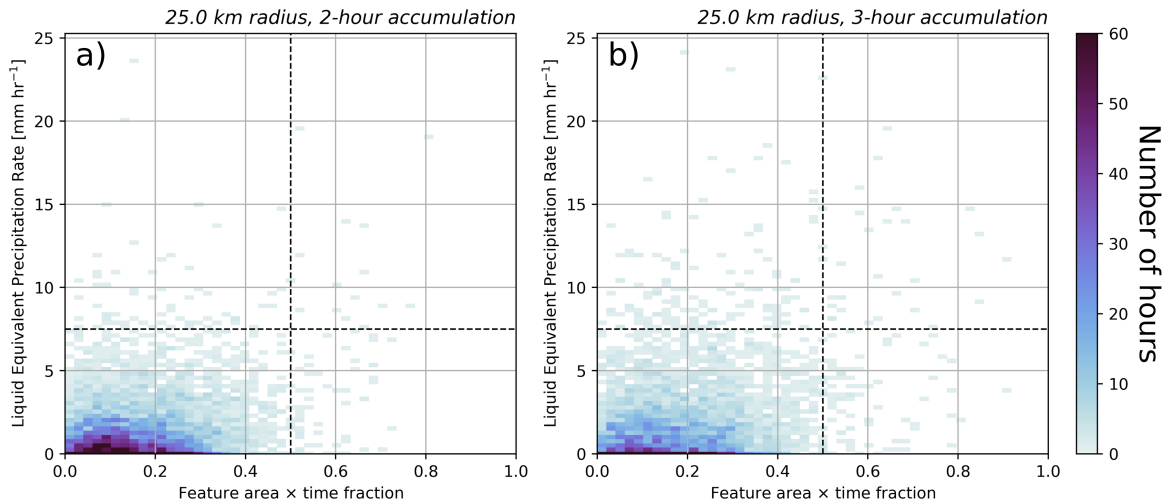 25.0 km radius, 2-hour accumulation
a)
Liquid Equivalent Precipitation Rate [mm hr⁻¹]
25
20
15
10
5
0
0.0 0.2 0.4 0.6 0.8 1.0
Feature area × time fraction
25.0 km radius, 3-hour accumulation
b)
Liquid Equivalent Precipitation Rate [mm hr⁻¹]
25
20
15
10
5
0
0.0 0.2 0.4 0.6 0.8 1.0
Feature area × time fraction
60
50
40
30
20
10
0
Number of hours